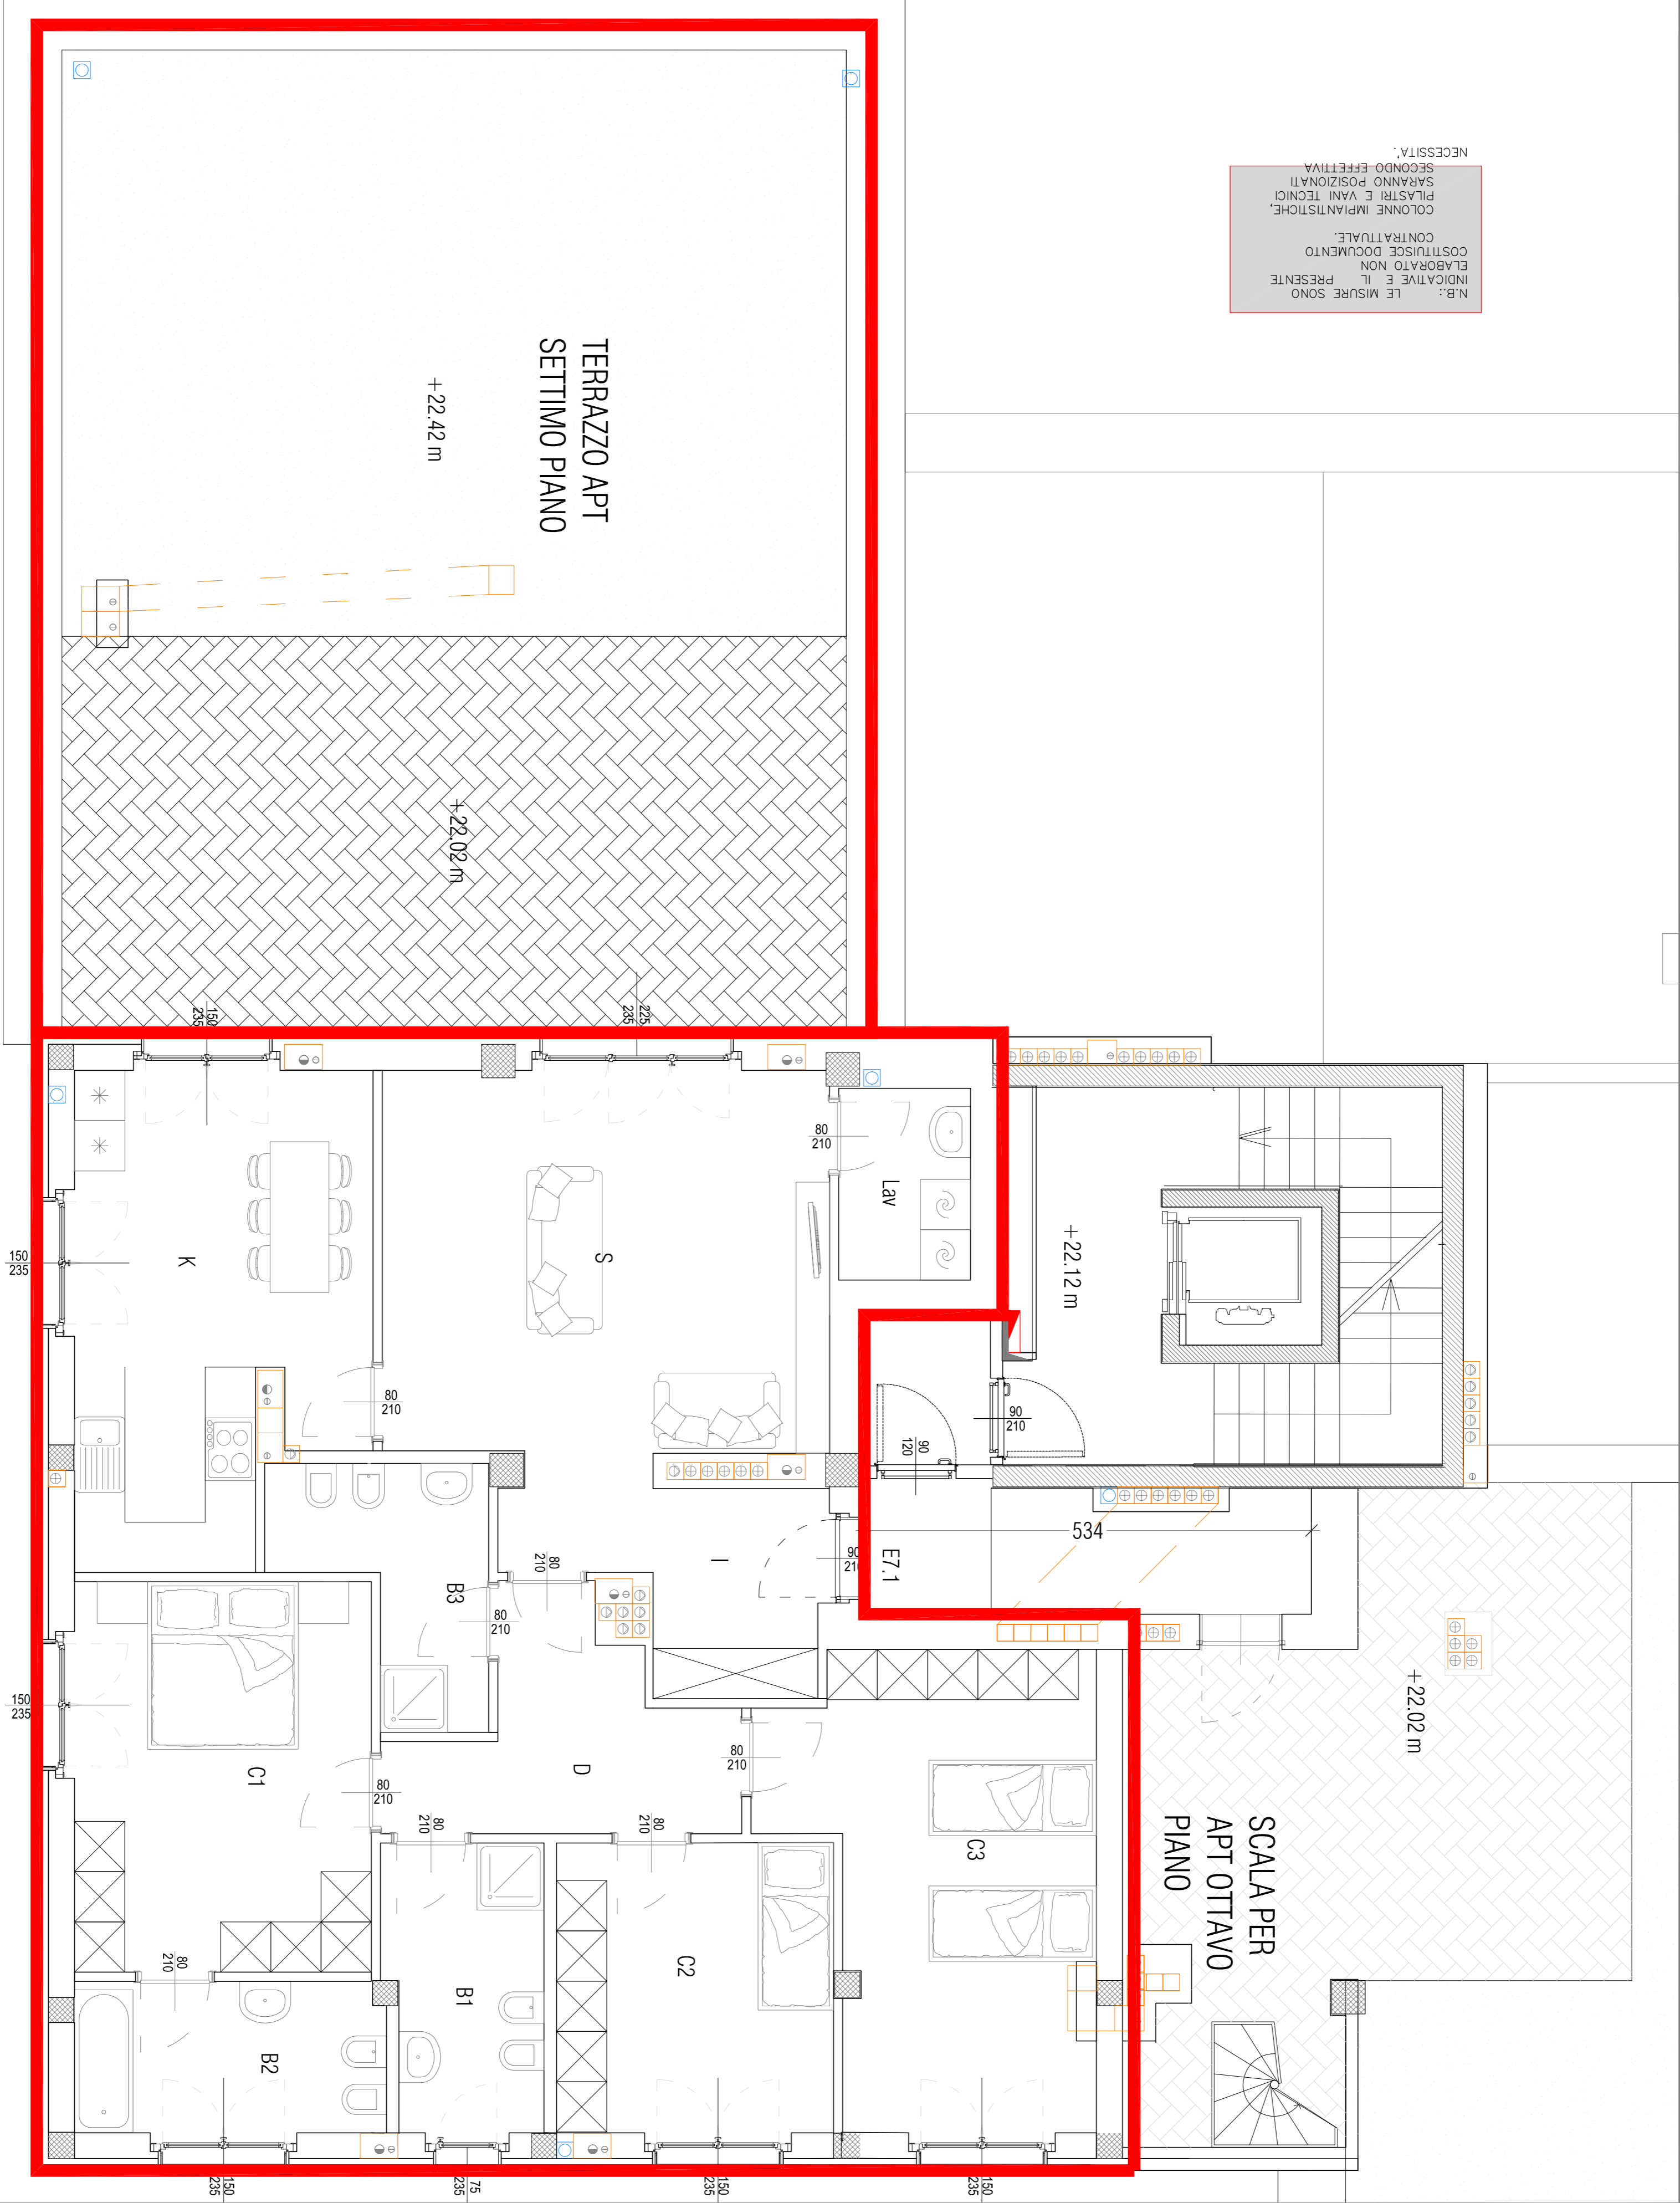 N.B.: LE MISURE SONO
INDICATIVE E IL PRESENTE
ELABORATO NON
COSTITUISCE DOCUMENTO
CONTRATTUALE.
COLONNE IMPIANTISTICHE,
PILASTRI E VANI TECNICI
SARANNO POSIZIONATI
SECONDO EFFETTIVA
NECESSITA'.
TERRAZZO APT
SETTIMO PIANO
+22.42 m
+22.02 m
150
235
225
235
80
210
Lav
+22.12 m
K
S
150
235
80
210
90
210
90
120
534
E7.1
90
210
I
80
210
B3
80
210
+22.02 m
150
235
C1
D
80
210
80
210
80
210
80
210
C3
SCALA PER
APT OTTAVO
PIANO
80
210
C2
B1
B2
150
235
75
235
150
235
150
235